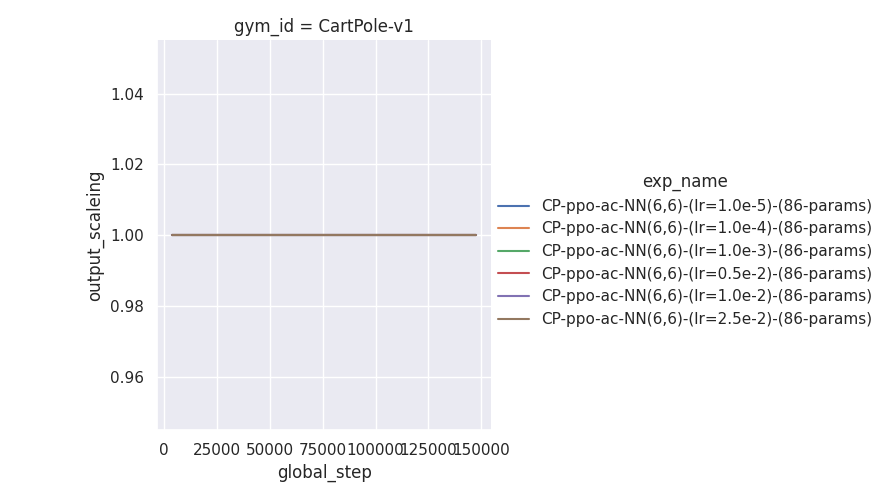 gym_id = CartPole-v1
1.04
1.02
1.00
0.98
0.96
output_scaleing
0 25000 50000 75000 100000 125000 150000
global_step
exp_name
CP-ppo-ac-NN(6,6)-(lr=1.0e-5)-(86-params)
CP-ppo-ac-NN(6,6)-(lr=1.0e-4)-(86-params)
CP-ppo-ac-NN(6,6)-(lr=1.0e-3)-(86-params)
CP-ppo-ac-NN(6,6)-(lr=0.5e-2)-(86-params)
CP-ppo-ac-NN(6,6)-(lr=1.0e-2)-(86-params)
CP-ppo-ac-NN(6,6)-(lr=2.5e-2)-(86-params)